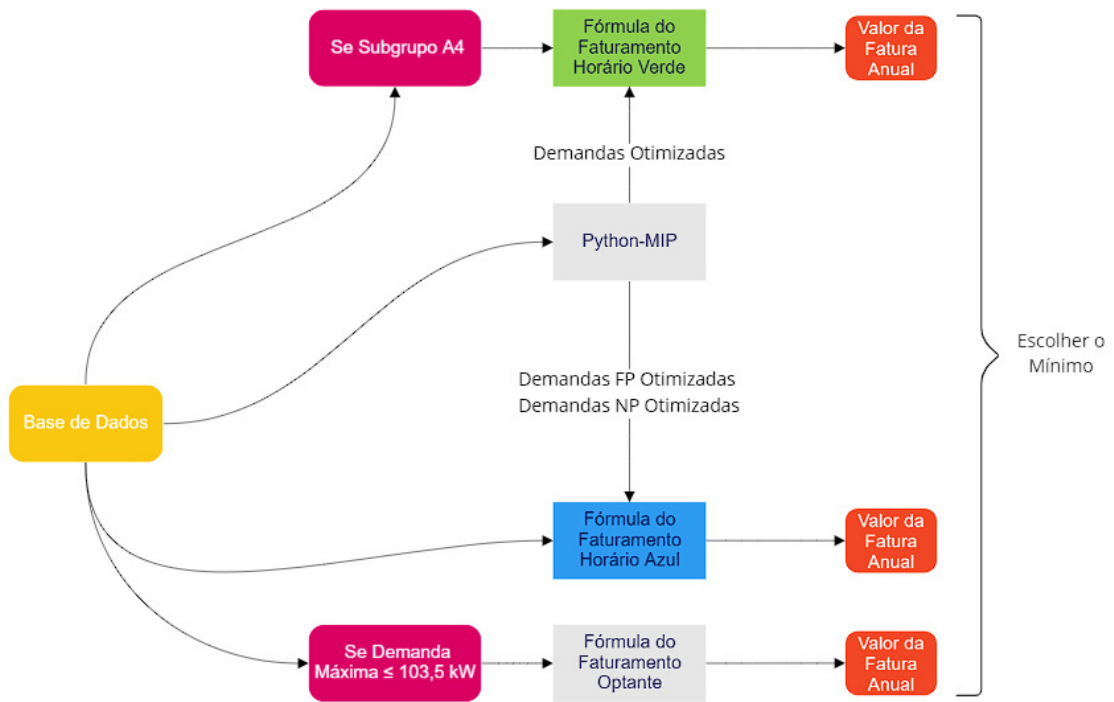 Se Subgrupo A4
Fórmula do
Faturamento
Horário Verde
Valor da
Fatura
Anual
Demandas Otimizadas
Python-MIP
Escolher o
Mínimo
Demandas FP Otimizadas
Demandas NP Otimizadas
Base de Dados
Fórmula do
Faturamento
Horário Azul
Valor da
Fatura
Anual
Se Demanda
Máxima ≤ 103,5 kW
Fórmula do
Faturamento
Optante
Valor da
Fatura
Anual